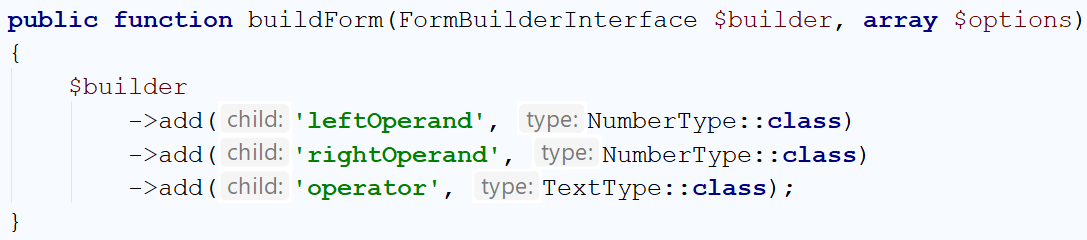 public function buildForm(FormBuilderInterface $builder, array $options)
{
    $builder
        ->add( child: 'leftOperand', type: NumberType::class)
        ->add( child: 'rightOperand', type: NumberType::class)
        ->add( child: 'operator', type: TextType::class);
}